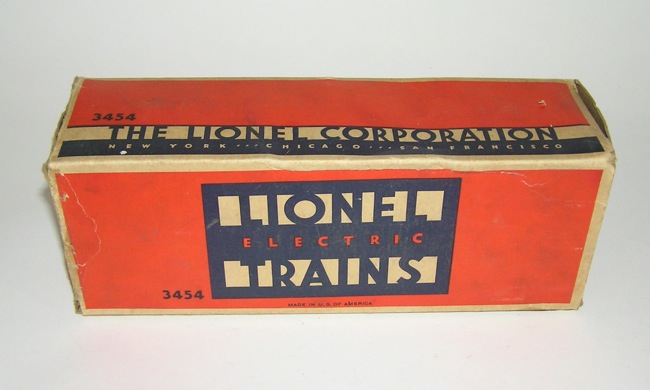 3454
THE LIONEL CORPORATION
NEW YORK ··· CHICAGO ··· SAN FRANCISCO
LIONEL
ELECTRIC
TRAINS
3454
MADE IN U.S. OF AMERICA